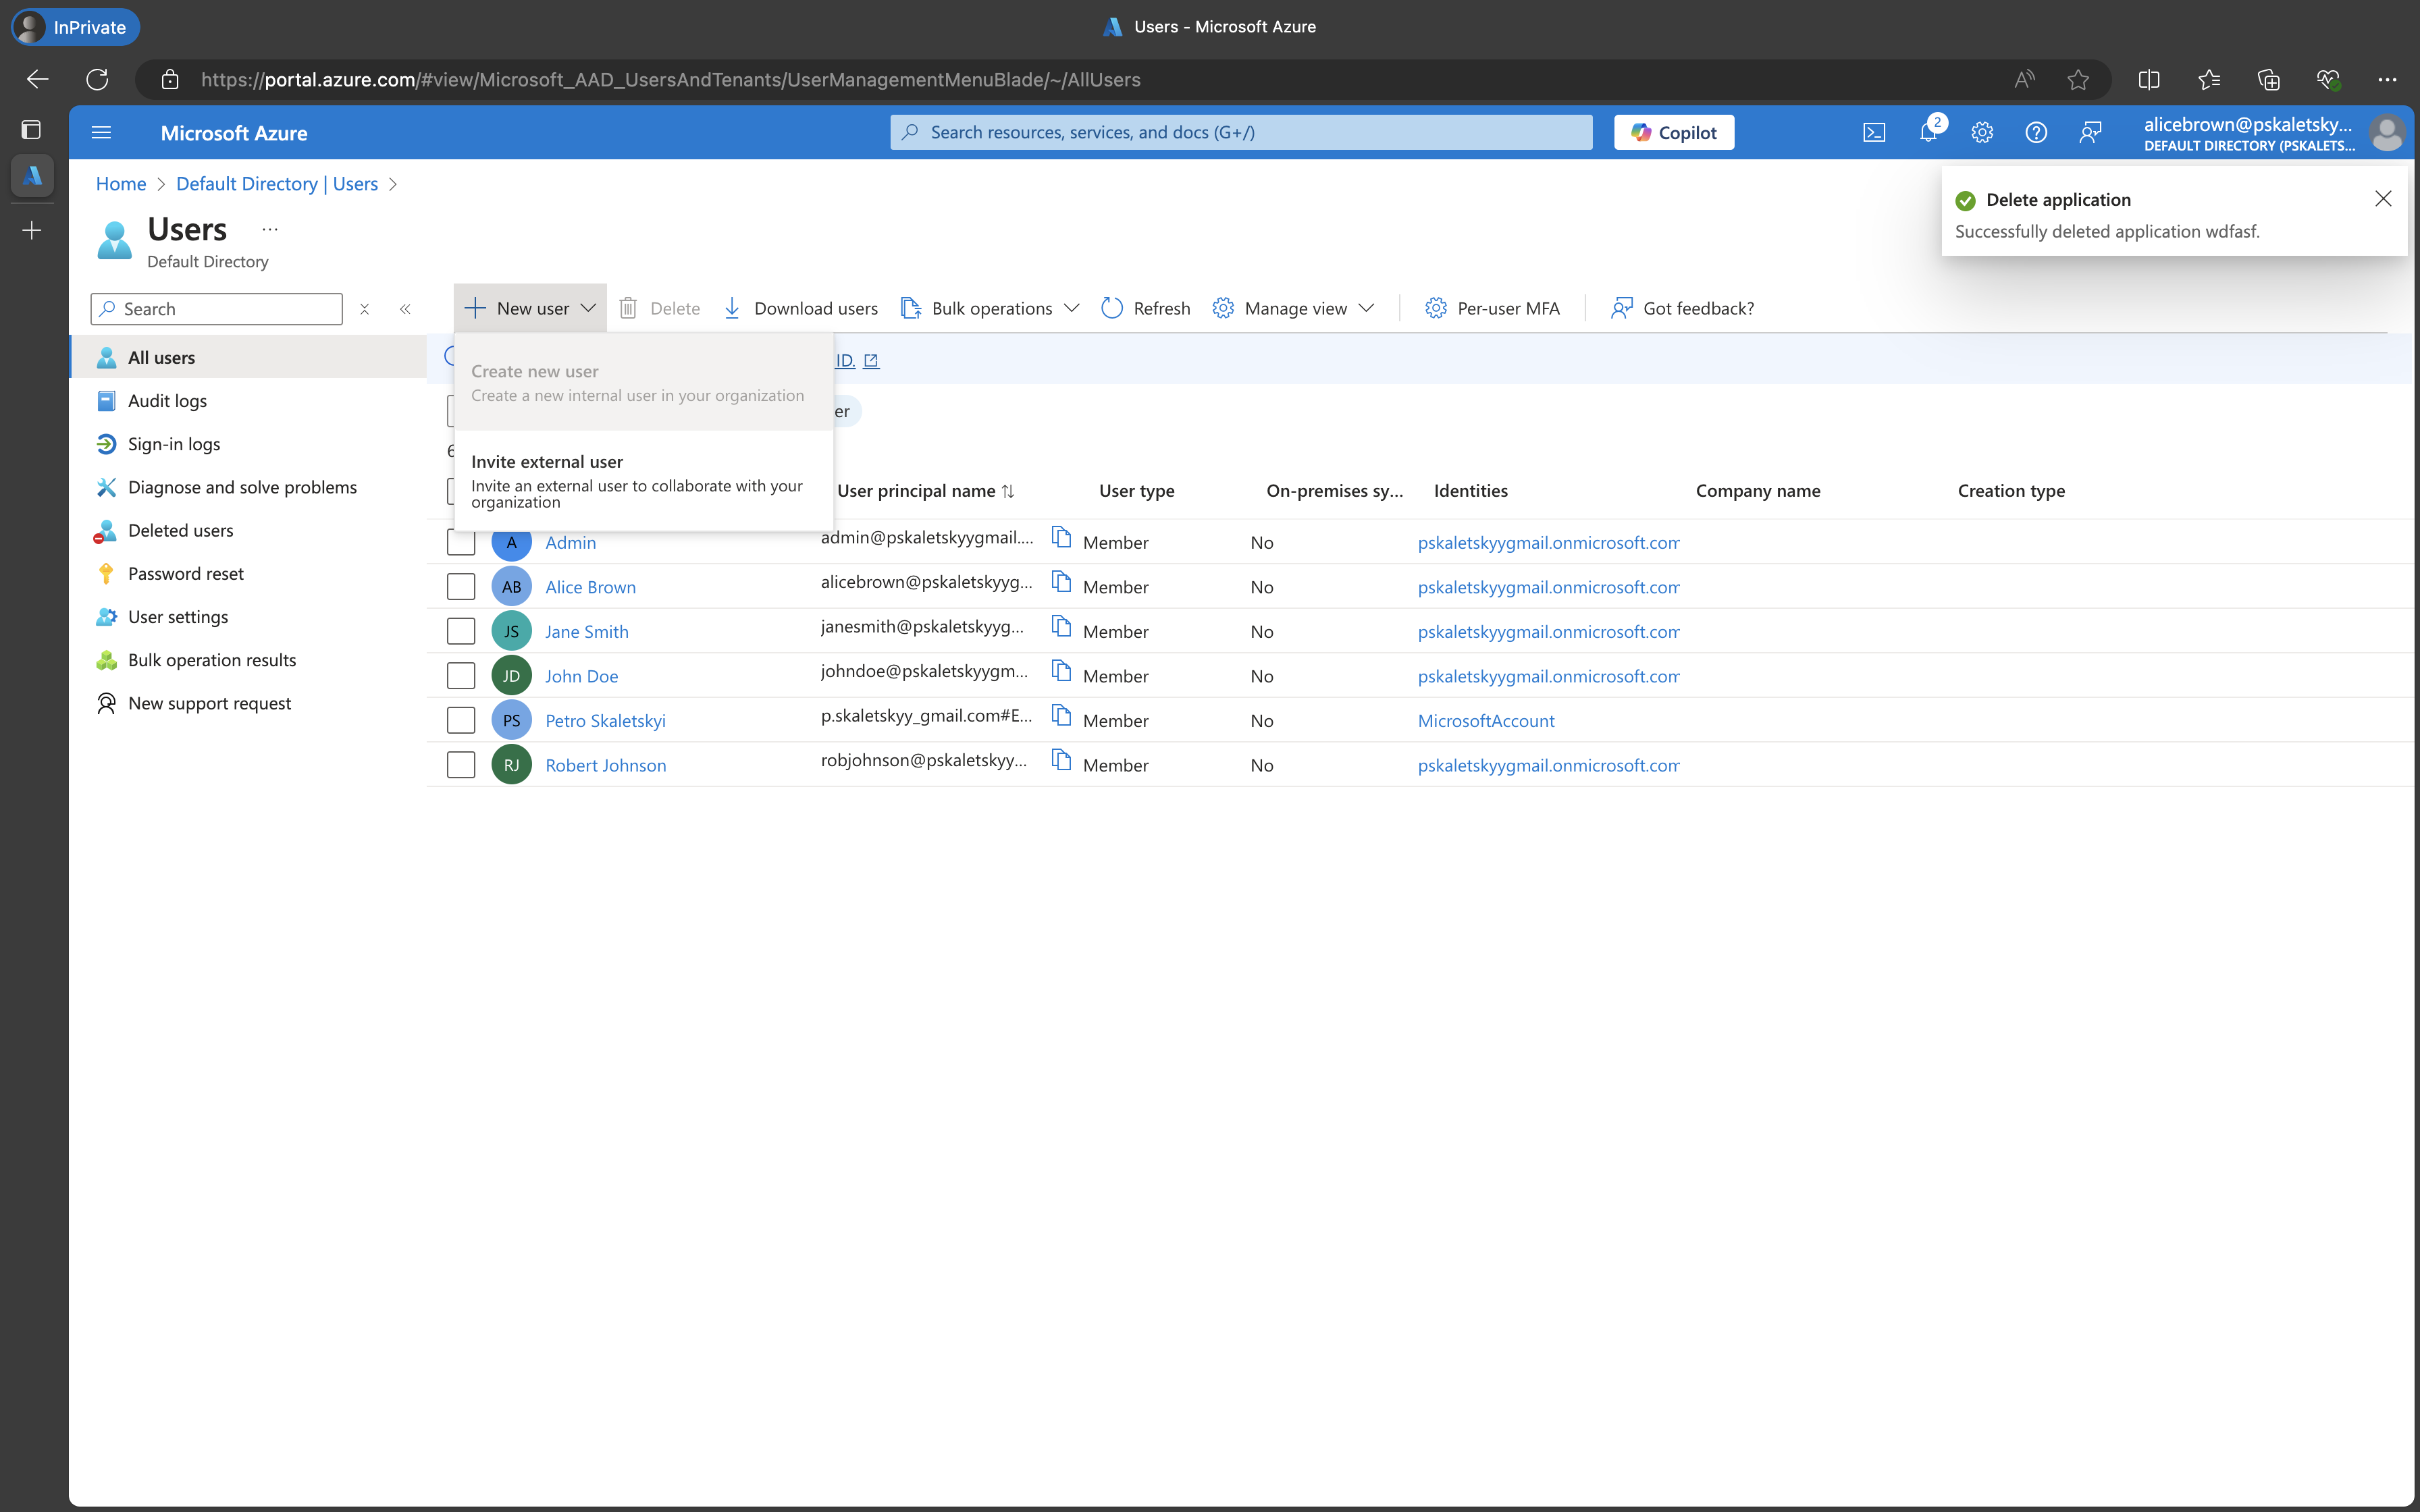 InPrivate
Users - Microsoft Azure
https://portal.azure.com/#view/Microsoft_AAD_UsersAndTenants/UserManagementMenuBlade/~/AllUsers
Microsoft Azure
Search resources, services, and docs (G+/)
Copilot
2
alicebrown@pskaletsky...
DEFAULT DIRECTORY (PSKALETS...
Home > Default Directory | Users >
Delete application
Successfully deleted application wdfasf.
Users ...
Default Directory
Search
New user
Delete
Download users
Bulk operations
Refresh
Manage view
Per-user MFA
Got feedback?
All users
Audit logs
Sign-in logs
Diagnose and solve problems
Deleted users
Password reset
User settings
Bulk operation results
New support request
Create new user
Create a new internal user in your organization
Invite external user
Invite an external user to collaborate with your
organization
ID.
er
User principal name User type On-premises sy... Identities Company name Creation type
A Admin admin@pskaletskyygmail.... Member No pskaletskyygmail.onmicrosoft.com
AB Alice Brown alicebrown@pskaletskyyg... Member No pskaletskyygmail.onmicrosoft.com
JS Jane Smith janesmith@pskaletskyyg... Member No pskaletskyygmail.onmicrosoft.com
JD John Doe johndoe@pskaletskyygm... Member No pskaletskyygmail.onmicrosoft.com
PS Petro Skaletskyi p.skaletskyy_gmail.com#E... Member No MicrosoftAccount
RJ Robert Johnson robjohnson@pskaletskyy... Member No pskaletskyygmail.onmicrosoft.com